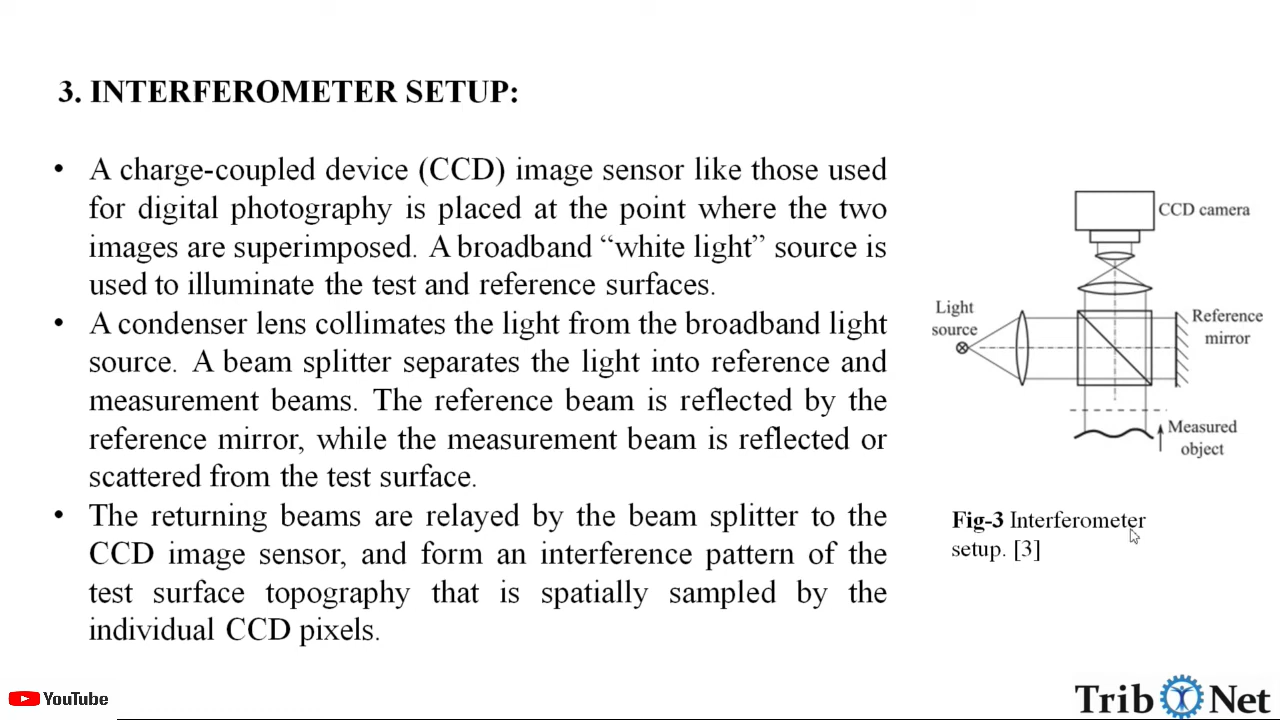 3. INTERFEROMETER SETUP:
• A charge-coupled device (CCD) image sensor like those used
for digital photography is placed at the point where the two
images are superimposed. A broadband “white light” source is
used to illuminate the test and reference surfaces.
• A condenser lens collimates the light from the broadband light
source. A beam splitter separates the light into reference and
measurement beams. The reference beam is reflected by the
reference mirror, while the measurement beam is reflected or
scattered from the test surface.
• The returning beams are relayed by the beam splitter to the
CCD image sensor, and form an interference pattern of the
test surface topography that is spatially sampled by the
individual CCD pixels.
CCD camera
Light
source
Reference
mirror
Measured
object
Fig-3 Interferometer
setup. [3]
YouTube
Trib Net